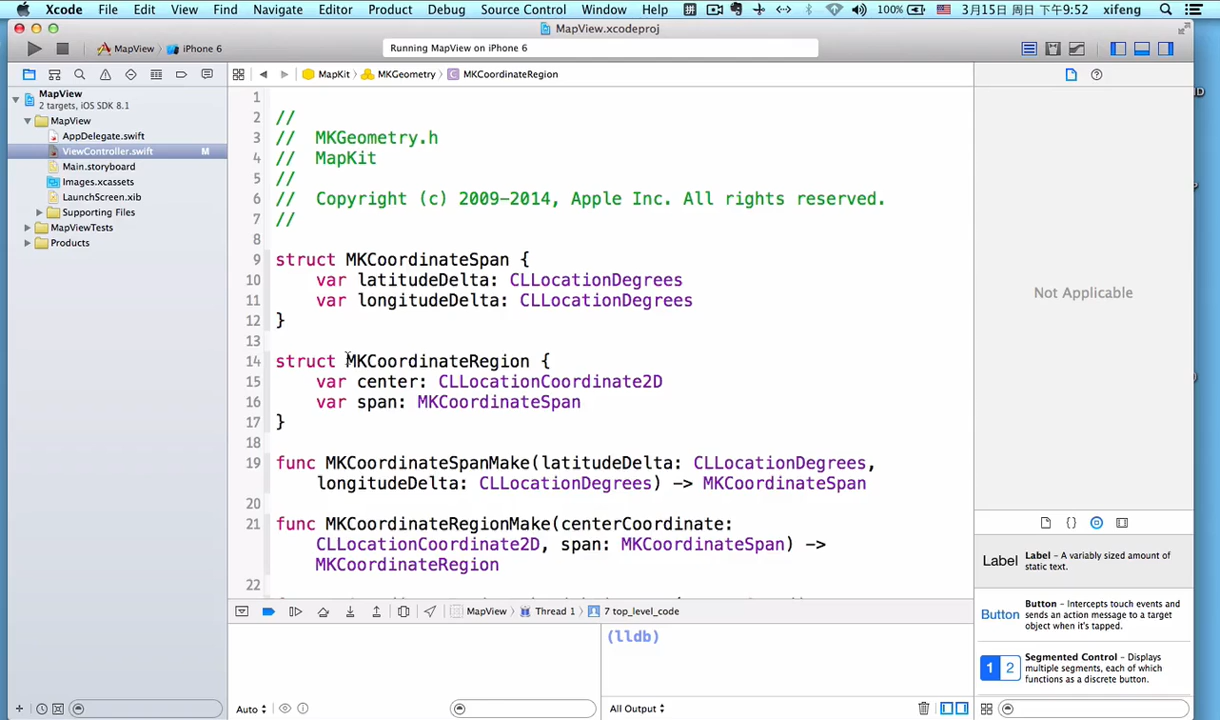 Xcode File Edit View Find Navigate Editor Product Debug Source Control Window Help 拼 100% 3月15日 周日 下午9:52 xifeng
MapView.xcodeproj
MapView iPhone 6
Running MapView on iPhone 6
MapKit MKGeometry MKCoordinateRegion
MapView
2 targets, iOS SDK 8.1
MapView
AppDelegate.swift
ViewController.swift M
Main.storyboard
Images.xcassets
LaunchScreen.xib
Supporting Files
MapViewTests
Products
1
2 //
3 // MKGeometry.h
4 // MapKit
5 //
6 // Copyright (c) 2009-2014, Apple Inc. All rights reserved.
7 //
8
9 struct MKCoordinateSpan {
10 var latitudeDelta: CLLocationDegrees
11 var longitudeDelta: CLLocationDegrees
12 }
13
14 struct MKCoordinateRegion {
15 var center: CLLocationCoordinate2D
16 var span: MKCoordinateSpan
17 }
18
19 func MKCoordinateSpanMake(latitudeDelta: CLLocationDegrees,
longitudeDelta: CLLocationDegrees) -> MKCoordinateSpan
20
21 func MKCoordinateRegionMake(centerCoordinate:
CLLocationCoordinate2D, span: MKCoordinateSpan) ->
MKCoordinateRegion
22
MapView Thread 1 7 top_level_code
(lldb)
Auto
All Output
Not Applicable
Label
Label – A variably sized amount of
static text.
Button
Button – Intercepts touch events and
sends an action message to a target
object when it's tapped.
1 2
Segmented Control – Displays
multiple segments, each of which
functions as a discrete button.